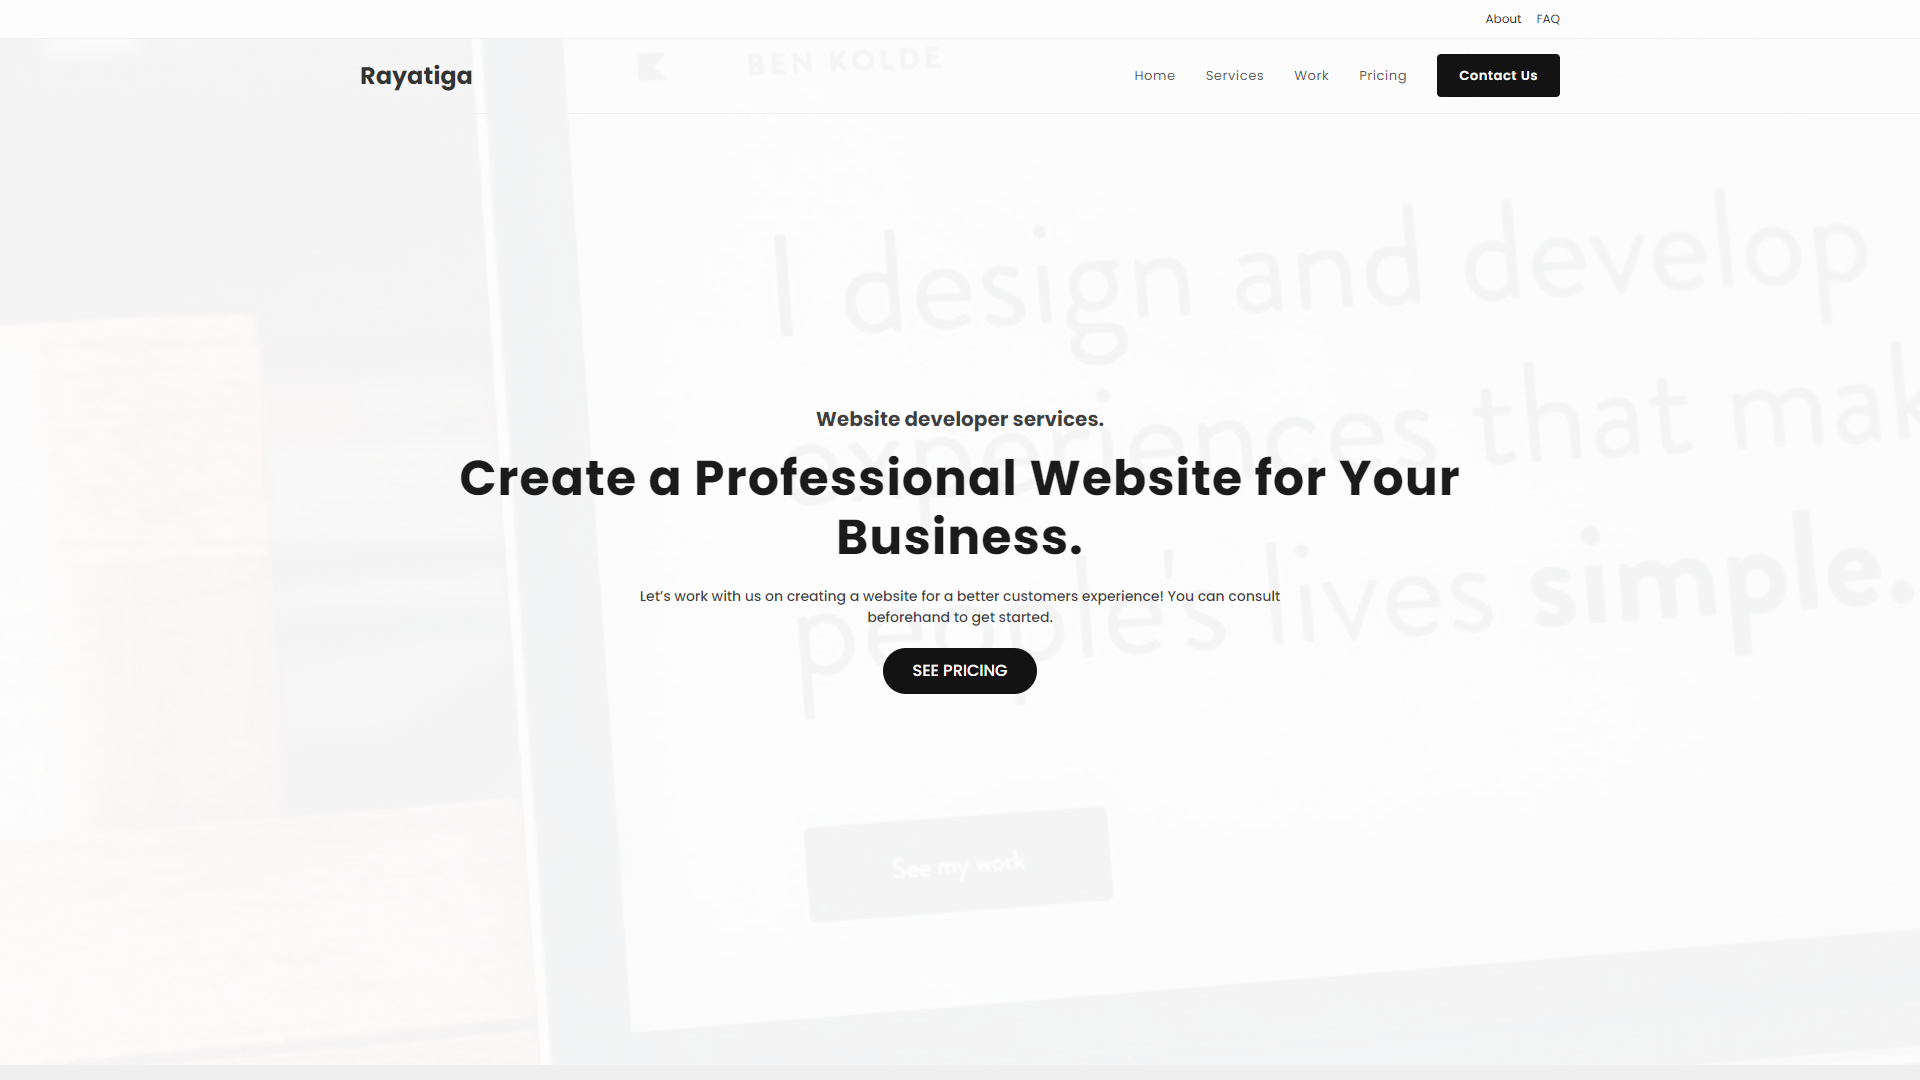 About FAQ
Rayatiga
BEN KOLDE
Home Services Work Pricing Contact Us
I design and develop
experiences that mak
people's lives simple.
Website developer services.
Create a Professional Website for Your
Business.
Let's work with us on creating a website for a better customers experience! You can consult
beforehand to get started.
SEE PRICING
See my work